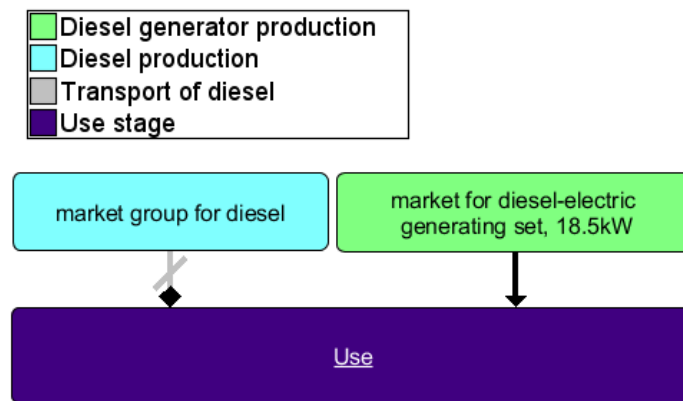 Diesel generator production
Diesel production
Transport of diesel
Use stage
market group for diesel
market for diesel-electric
generating set, 18.5kW
Use